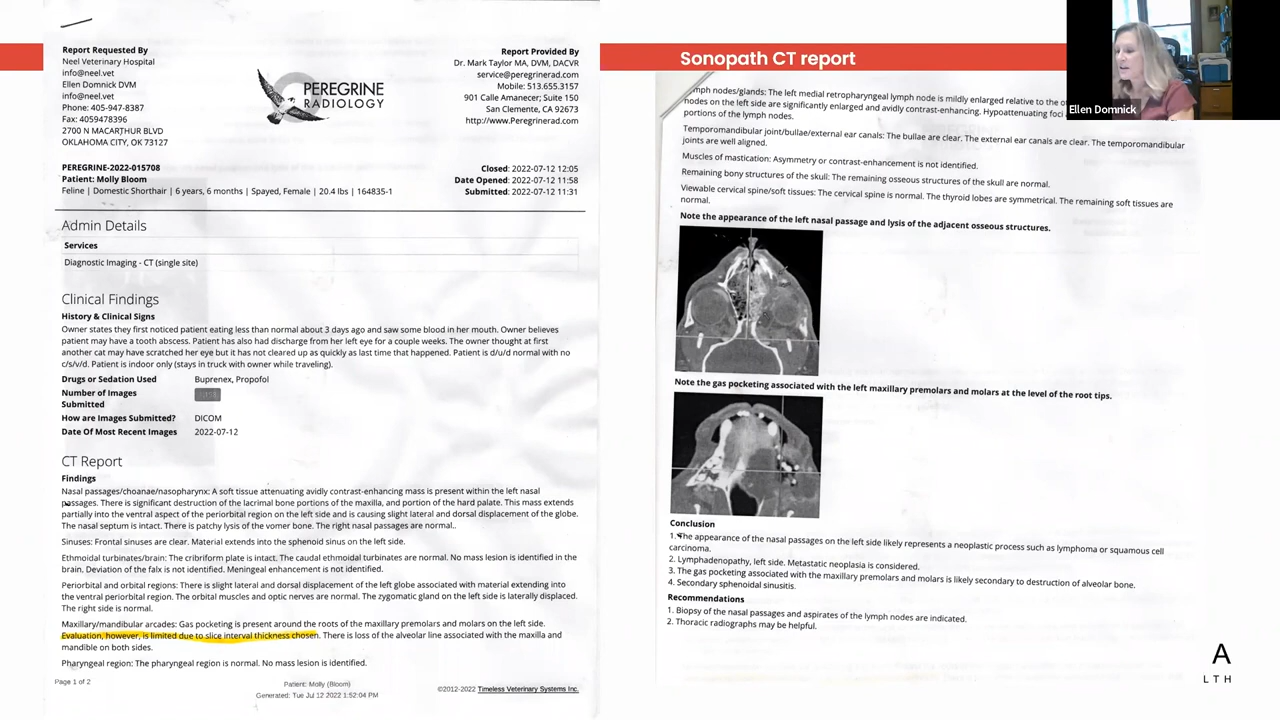 Report Requested By
Neel Veterinary Hospital
info@neel.vet
Ellen Domnick DVM
info@neel.vet
Phone: 405-947-8387
Fax: 4059478396
2700 N MACARTHUR BLVD
OKLAHOMA CITY, OK 73127
PEREGRINE
RADIOLOGY
Report Provided By
Dr. Mark Taylor MA, DVM, DACVR
service@peregrinerad.com
Mobile: 513.655.3157
901 Calle Amanecer; Suite 150
San Clemente, CA 92673
http://www.Peregrinerad.com
PEREGRINE-2022-015708
Patient: Molly Bloom
Feline | Domestic Shorthair | 6 years, 6 months | Spayed, Female | 20.4 lbs | 164835-1
Closed: 2022-07-12 12:05
Date Opened: 2022-07-12 11:58
Submitted: 2022-07-12 11:31
Admin Details
Services
Diagnostic Imaging - CT (single site)
Clinical Findings
History & Clinical Signs
Owner states they first noticed patient eating less than normal about 3 days ago and saw some blood in her mouth. Owner believes
patient may have a tooth abscess. Patient has also had discharge from her left eye for a couple weeks. The owner thought at first
another cat may have scratched her eye but it has not cleared up as quickly as last time that happened. Patient is d/u/d normal with no
c/s/v/d. Patient is indoor only (stays in truck with owner while traveling).
Drugs or Sedation Used Buprenex, Propofol
Number of Images
Submitted
How are Images Submitted? DICOM
Date Of Most Recent Images 2022-07-12
CT Report
Findings
Nasal passages/choanae/nasopharynx: A soft tissue attenuating avidly contrast-enhancing mass is present within the left nasal
passages. There is significant destruction of the lacrimal bone portions of the maxilla, and portion of the hard palate. This mass extends
partially into the ventral aspect of the periorbital region on the left side and is causing slight lateral and dorsal displacement of the globe.
The nasal septum is intact. There is patchy lysis of the vomer bone. The right nasal passages are normal..
Sinuses: Frontal sinuses are clear. Material extends into the sphenoid sinus on the left side.
Ethmoidal turbinates/brain: The cribriform plate is intact. The caudal ethmoidal turbinates are normal. No mass lesion is identified in the
brain. Deviation of the falx is not identified. Meningeal enhancement is not identified.
Periorbital and orbital regions: There is slight lateral and dorsal displacement of the left globe associated with material extending into
the ventral periorbital region. The orbital muscles and optic nerves are normal. The zygomatic gland on the left side is laterally displaced.
The right side is normal.
Maxillary/mandibular arcades: Gas pocketing is present around the roots of the maxillary premolars and molars on the left side.
Evaluation, however, is limited due to slice interval thickness chosen. There is loss of the alveolar line associated with the maxilla and
mandible on both sides.
Pharyngeal region: The pharyngeal region is normal. No mass lesion is identified.
Page 1 of 2
Patient: Molly (Bloom)
Generated: Tue Jul 12 2022 1:52:04 PM
©2012-2022 Timeless Veterinary Systems Inc.
Sonopath CT report
nodes/glands: The left medial retropharyngeal lymph node is mildly enlarged relative to the
nodes on the left side are significantly enlarged and avidly contrast-enhancing. Hypoattenuating foci
portions of the lymph nodes.
Temporomandibular joint/bullae/external ear canals: The bullae are clear. The external ear canals are clear. The temporomandibular
joints are well aligned.
Muscles of mastication: Asymmetry or contrast-enhancement is not identified.
Remaining bony structures of the skull: The remaining osseous structures of the skull are normal.
Viewable cervical spine/soft tissues: The cervical spine is normal. The thyroid lobes are symmetrical. The remaining soft tissues are
normal.
Note the appearance of the left nasal passage and lysis of the adjacent osseous structures.
Note the gas pocketing associated with the left maxillary premolars and molars at the level of the root tips.
Conclusion
1. The appearance of the nasal passages on the left side likely represents a neoplastic process such as lymphoma or squamous cell
carcinoma.
2. Lymphadenopathy, left side. Metastatic neoplasia is considered.
3. The gas pocketing associated with the maxillary premolars and molars is likely secondary to destruction of alveolar bone.
4. Secondary sphenoidal sinusitis.
Recommendations
1. Biopsy of the nasal passages and aspirates of the lymph nodes are indicated.
2. Thoracic radiographs may be helpful.
Ellen Domnick
A
LTH